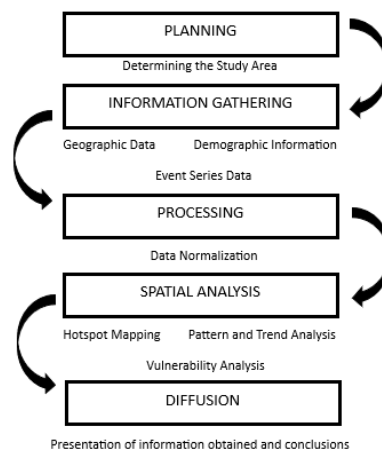 PLANNING
Determining the Study Area
INFORMATION GATHERING
Geographic Data Demographic Information
Event Series Data
PROCESSING
Data Normalization
SPATIAL ANALYSIS
Hotspot Mapping Pattern and Trend Analysis
Vulnerability Analysis
DIFFUSION
Presentation of information obtained and conclusions